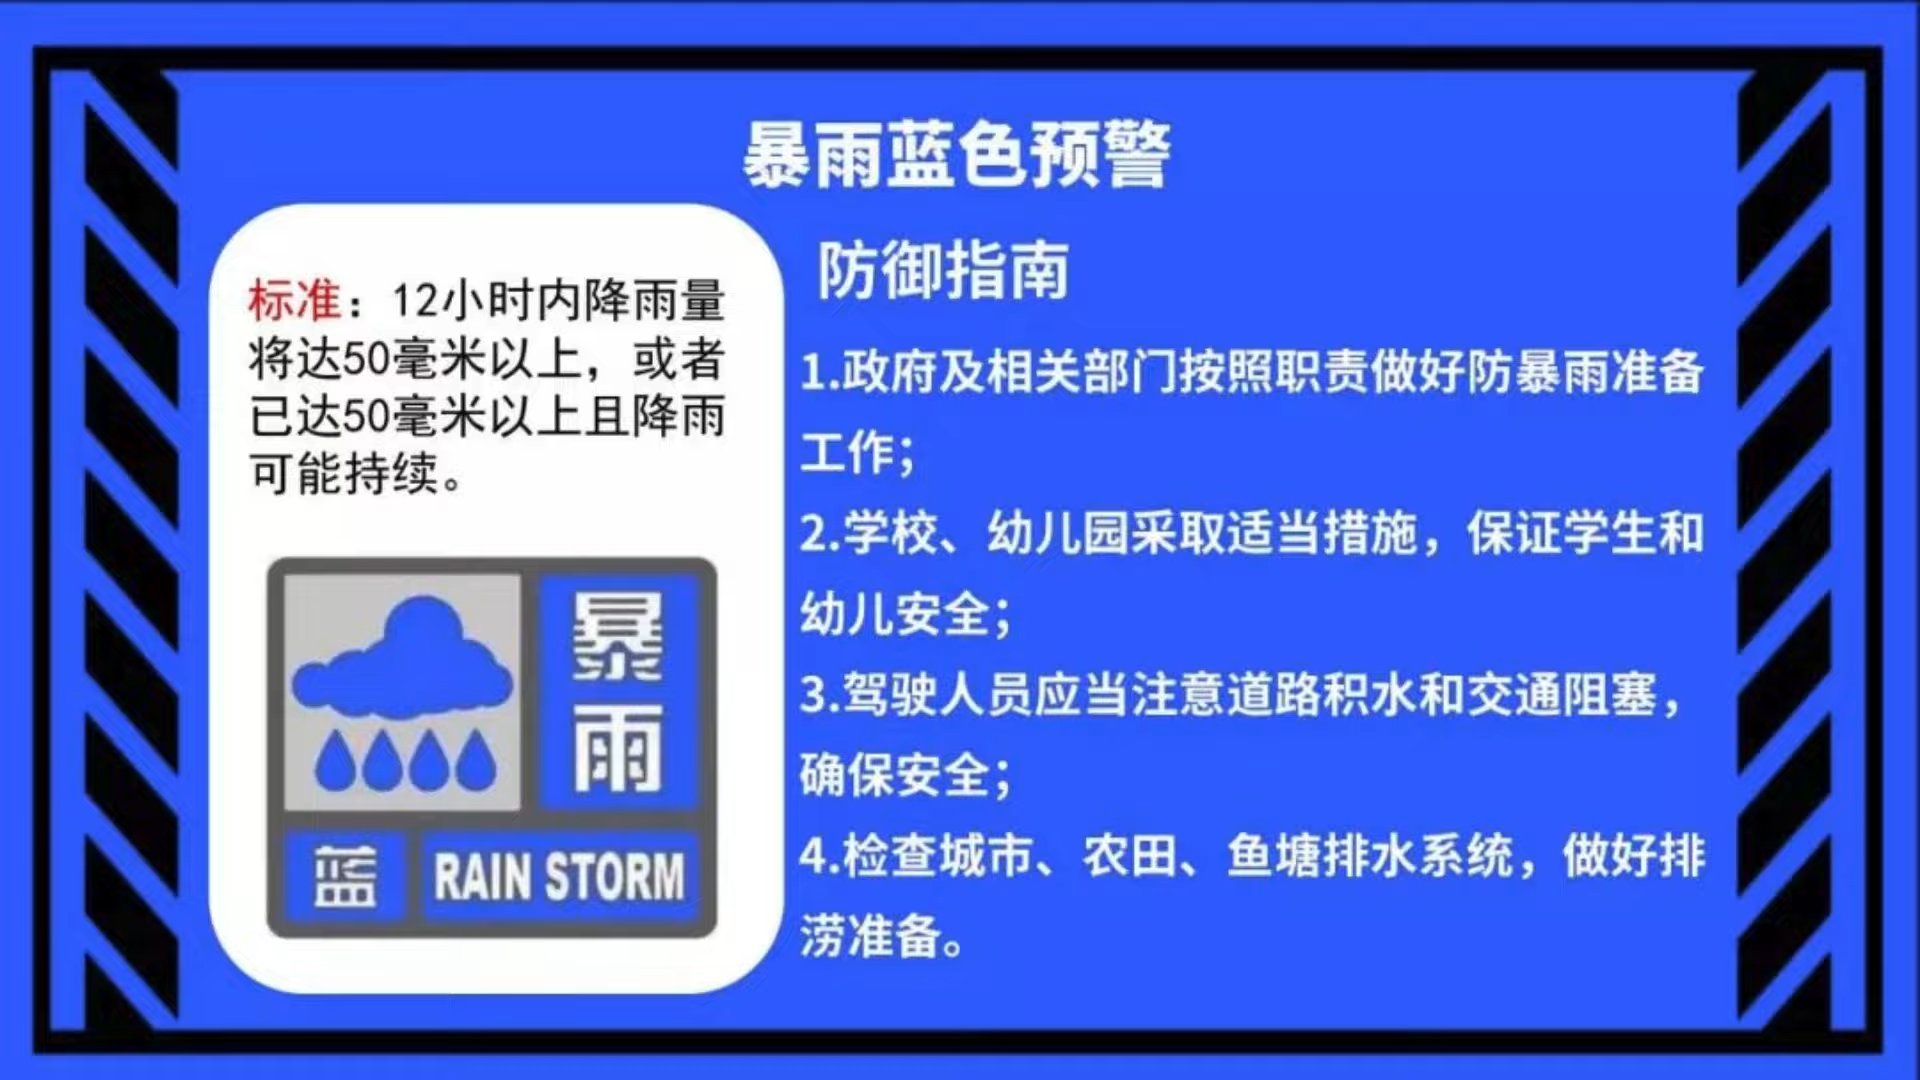 暴雨蓝色预警
标准：12小时内降雨量
将达50毫米以上，或者
已达50毫米以上且降雨
可能持续。
暴
雨
蓝
RAIN STORM
防御指南
1.政府及相关部门按照职责做好防暴雨准备
工作；
2.学校、幼儿园采取适当措施，保证学生和
幼儿安全；
3.驾驶人员应当注意道路积水和交通阻塞，
确保安全；
4.检查城市、农田、鱼塘排水系统，做好排
涝准备。